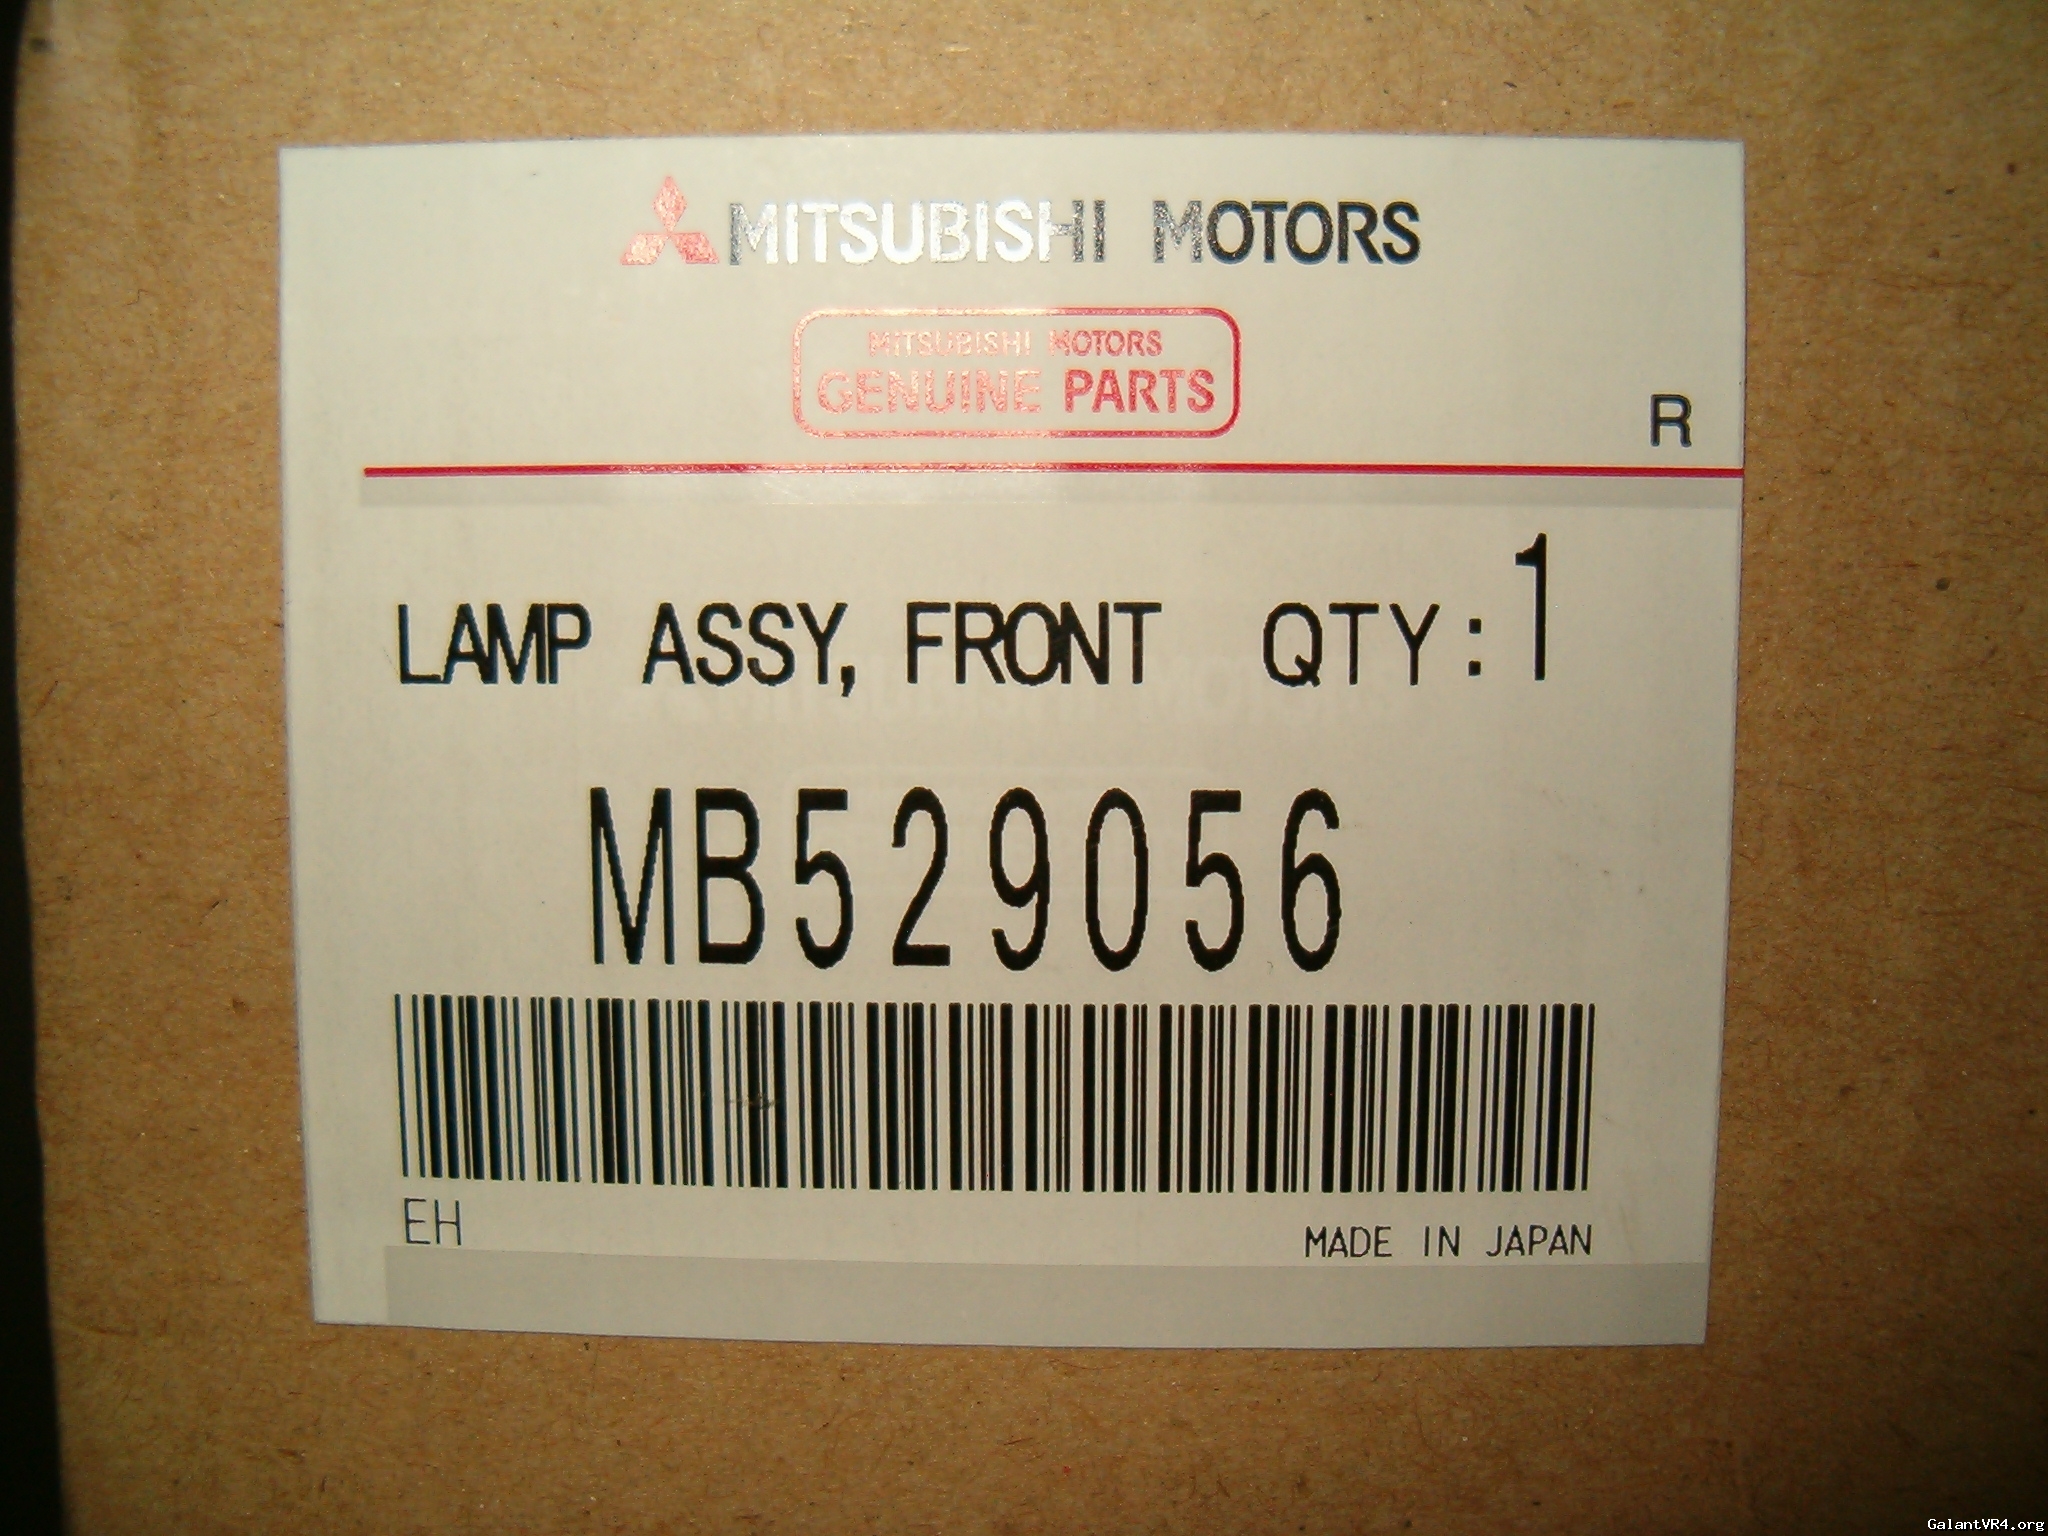 MITSUBISHI MOTORS
MITSUBISHI MOTORS
GENUINE PARTS
R
LAMP ASSY, FRONT QTY:1
MB529056
EH
MADE IN JAPAN
GalantVR4.org